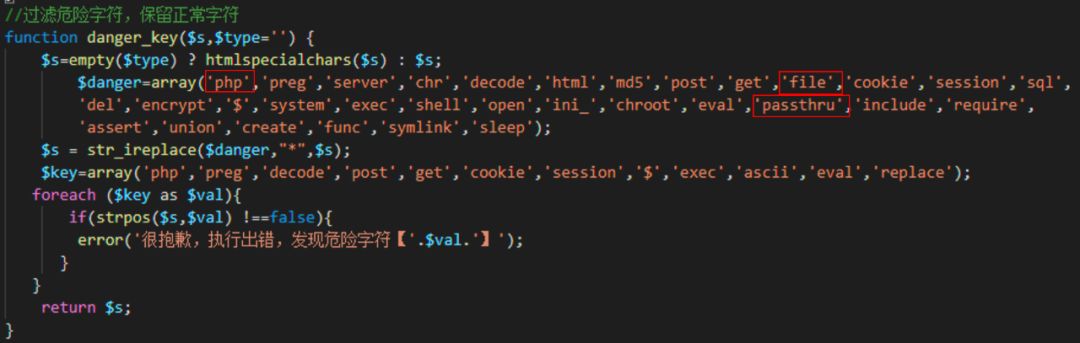 //过滤危险字符，保留正常字符
function danger_key($s,$type='') {
$s=empty($type) ? htmlspecialchars($s) : $s;
$danger=array('php','preg','server','chr','decode','html','md5','post','get','file','cookie','session','sql',
'del','encrypt','$','system','exec','shell','open','ini_','chroot','eval','passthru','include','require',
'assert','union','create','func','symlink','sleep');
$s = str_ireplace($danger,"*",$s);
$key=array('php','preg','decode','post','get','cookie','session','$','exec','ascii','eval','replace');
foreach ($key as $val){
if(strpos($s,$val) !==false){
error('很抱歉，执行出错，发现危险字符【'.$val.'】');
}
}
return $s;
}